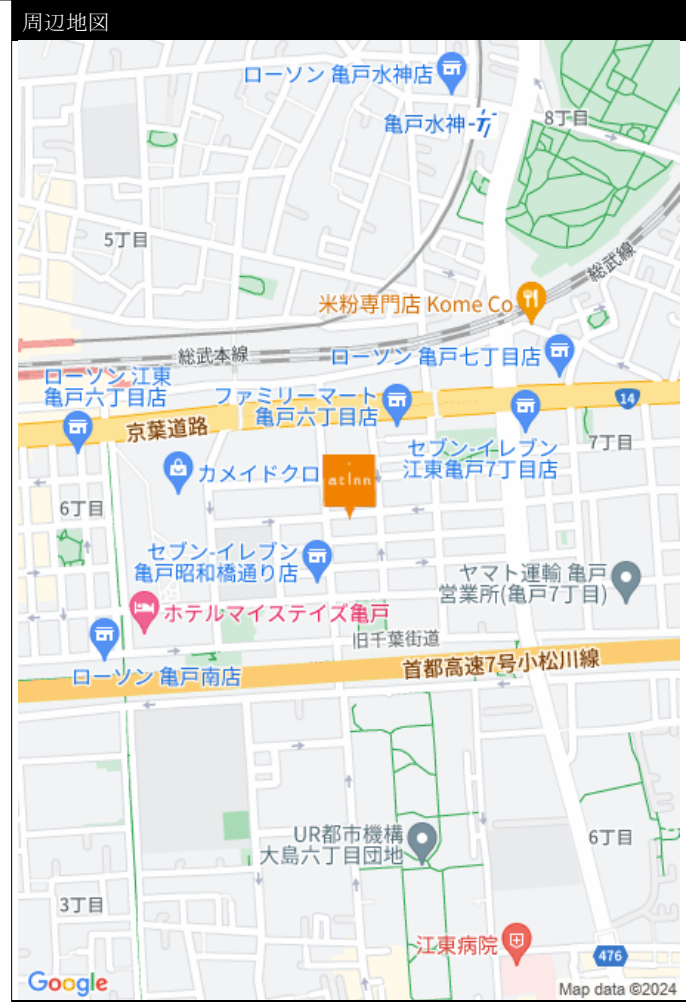 周辺地図
ローソン 亀戸水神店
亀戸水神
8丁目
5丁目
総武線
米粉専門店 Kome Co
総武本線
ローソン 亀戸七丁目店
ローソン 江東
亀戸六丁目店
ファミリーマート
亀戸六丁目店
14
京葉道路
セブン-イレブン
江東亀戸7丁目店
7丁目
カメイドクロ
at inn
6丁目
セブン-イレブン
亀戸昭和橋通り店
ヤマト運輸 亀戸
営業所(亀戸7丁目)
ホテルマイステイズ亀戸
旧千葉街道
ローソン 亀戸南店
首都高速7号小松川線
UR都市機構
大島六丁目団地
6丁目
3丁目
江東病院
476
Google
Map data ©2024